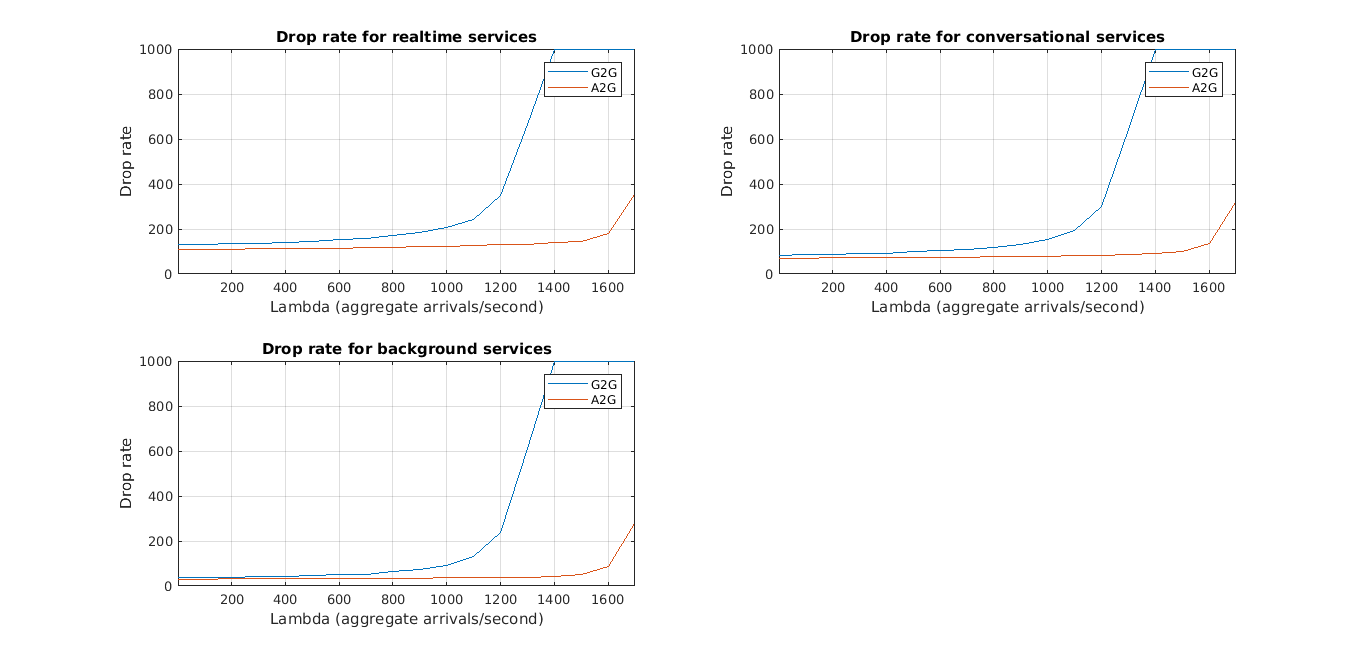 Drop rate for realtime services
1000
800
600
400
200
0
Drop rate
G2G
A2G
200 400 600 800 1000 1200 1400 1600
Lambda (aggregate arrivals/second)
Drop rate for conversational services
1000
800
600
400
200
0
Drop rate
G2G
A2G
200 400 600 800 1000 1200 1400 1600
Lambda (aggregate arrivals/second)
Drop rate for background services
1000
800
600
400
200
0
Drop rate
G2G
A2G
200 400 600 800 1000 1200 1400 1600
Lambda (aggregate arrivals/second)